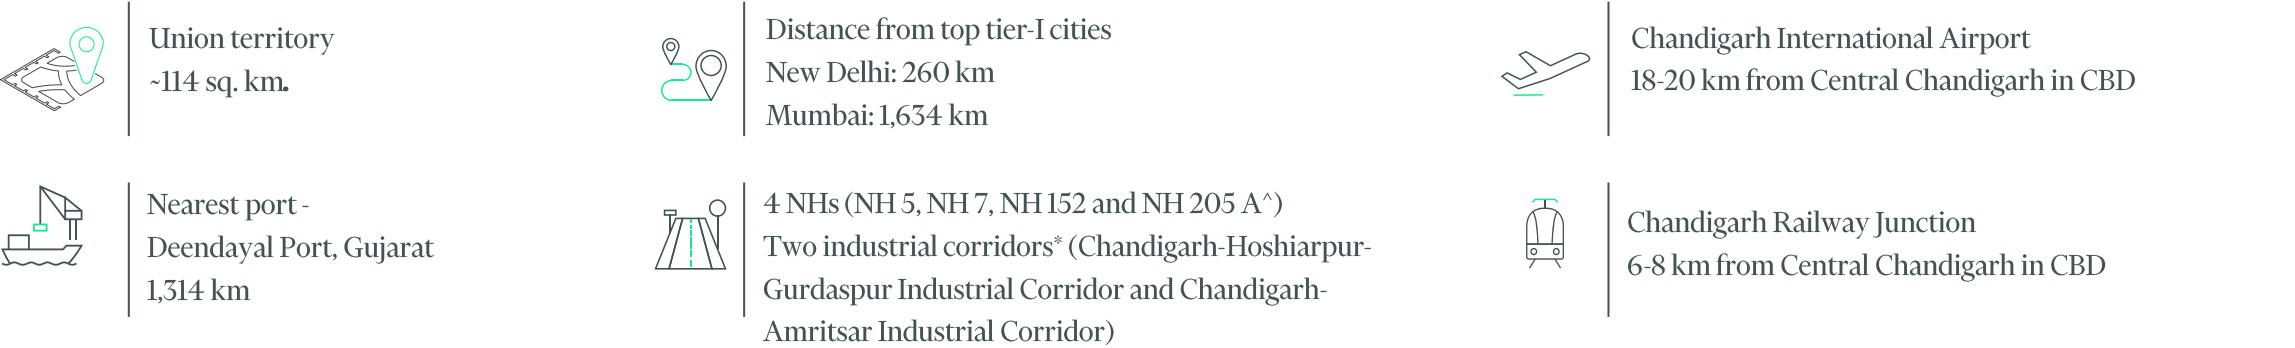 Union territory
~114 sq. km.
Distance from top tier-I cities
New Delhi: 260 km
Mumbai: 1,634 km
Chandigarh International Airport
18-20 km from Central Chandigarh in CBD
Nearest port -
Deendayal Port, Gujarat
1,314 km
4 NHs (NH 5, NH 7, NH 152 and NH 205 A^)
Two industrial corridors* (Chandigarh-Hoshiarpur-
Gurdaspur Industrial Corridor and Chandigarh-
Amritsar Industrial Corridor)
Chandigarh Railway Junction
6-8 km from Central Chandigarh in CBD